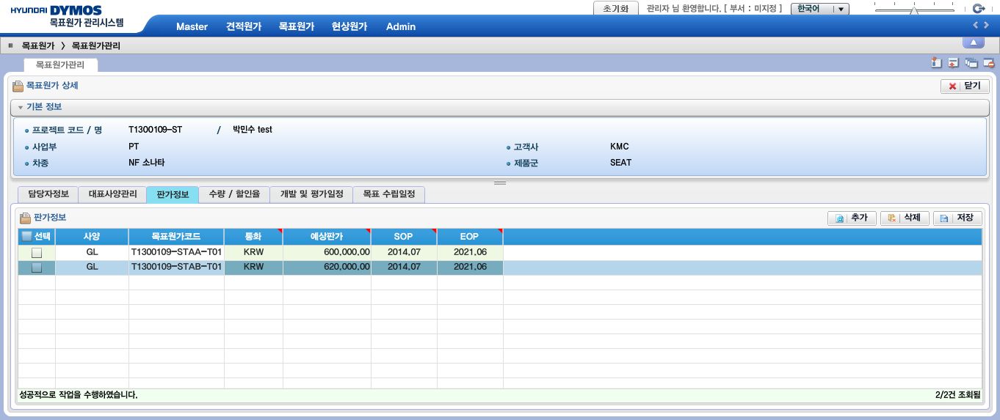 HYUNDAI DYMOS
목표원가 관리시스템
초기화 관리자 님 환영합니다. [ 부서 : 미지정 ] 한국어
Master 견적원가 목표원가 현상원가 Admin
목표원가 》 목표원가관리
목표원가관리
목표원가 상세 닫기
기본 정보
프로젝트 코드 / 명 T1300109-ST / 박민수 test
사업부 PT 고객사 KMC
차종 NF 소나타 제품군 SEAT
담당자정보 대표사양관리 판가정보 수량 / 할인율 개발 및 평가일정 목표 수립일정
판가정보 추가 삭제 저장
선택 사양 목표원가코드 통화 예상판가 SOP EOP
GL T1300109-STAA-T01 KRW 600,000.00 2014.07 2021.06
GL T1300109-STAB-T01 KRW 620,000.00 2014.07 2021.06
성공적으로 작업을 수행하였습니다. 2/2건 조회됨